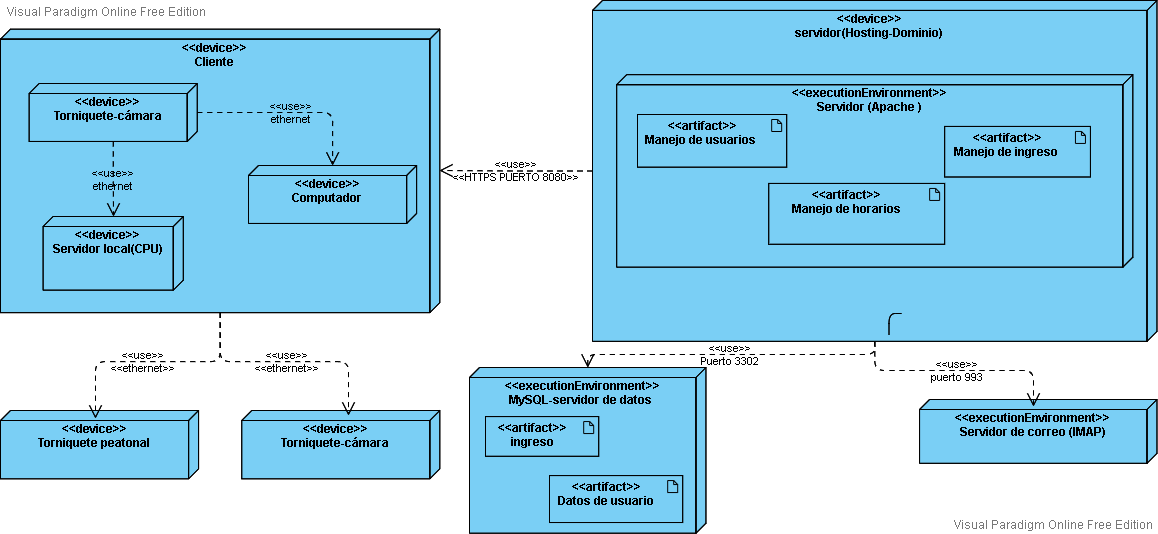 Visual Paradigm Online Free Edition
<<device>>
Cliente
<<device>>
Torniquete-cámara
<<use>>
ethernet
<<use>>
ethernet
<<device>>
Computador
<<device>>
Servidor local(CPU)
<<use>>
<<HTTPS PUERTO 8080>>
<<device>>
servidor(Hosting-Dominio)
<<executionEnvironment>>
Servidor (Apache )
<<artifact>>
Manejo de usuarios
<<artifact>>
Manejo de ingreso
<<artifact>>
Manejo de horarios
<<use>>
<<ethernet>>
<<use>>
<<ethernet>>
<<use>>
Puerto 3302
<<use>>
puerto 993
<<device>>
Torniquete peatonal
<<device>>
Torniquete-cámara
<<executionEnvironment>>
MySQL-servidor de datos
<<artifact>>
ingreso
<<artifact>>
Datos de usuario
<<executionEnvironment>>
Servidor de correo (IMAP)
Visual Paradigm Online Free Edition